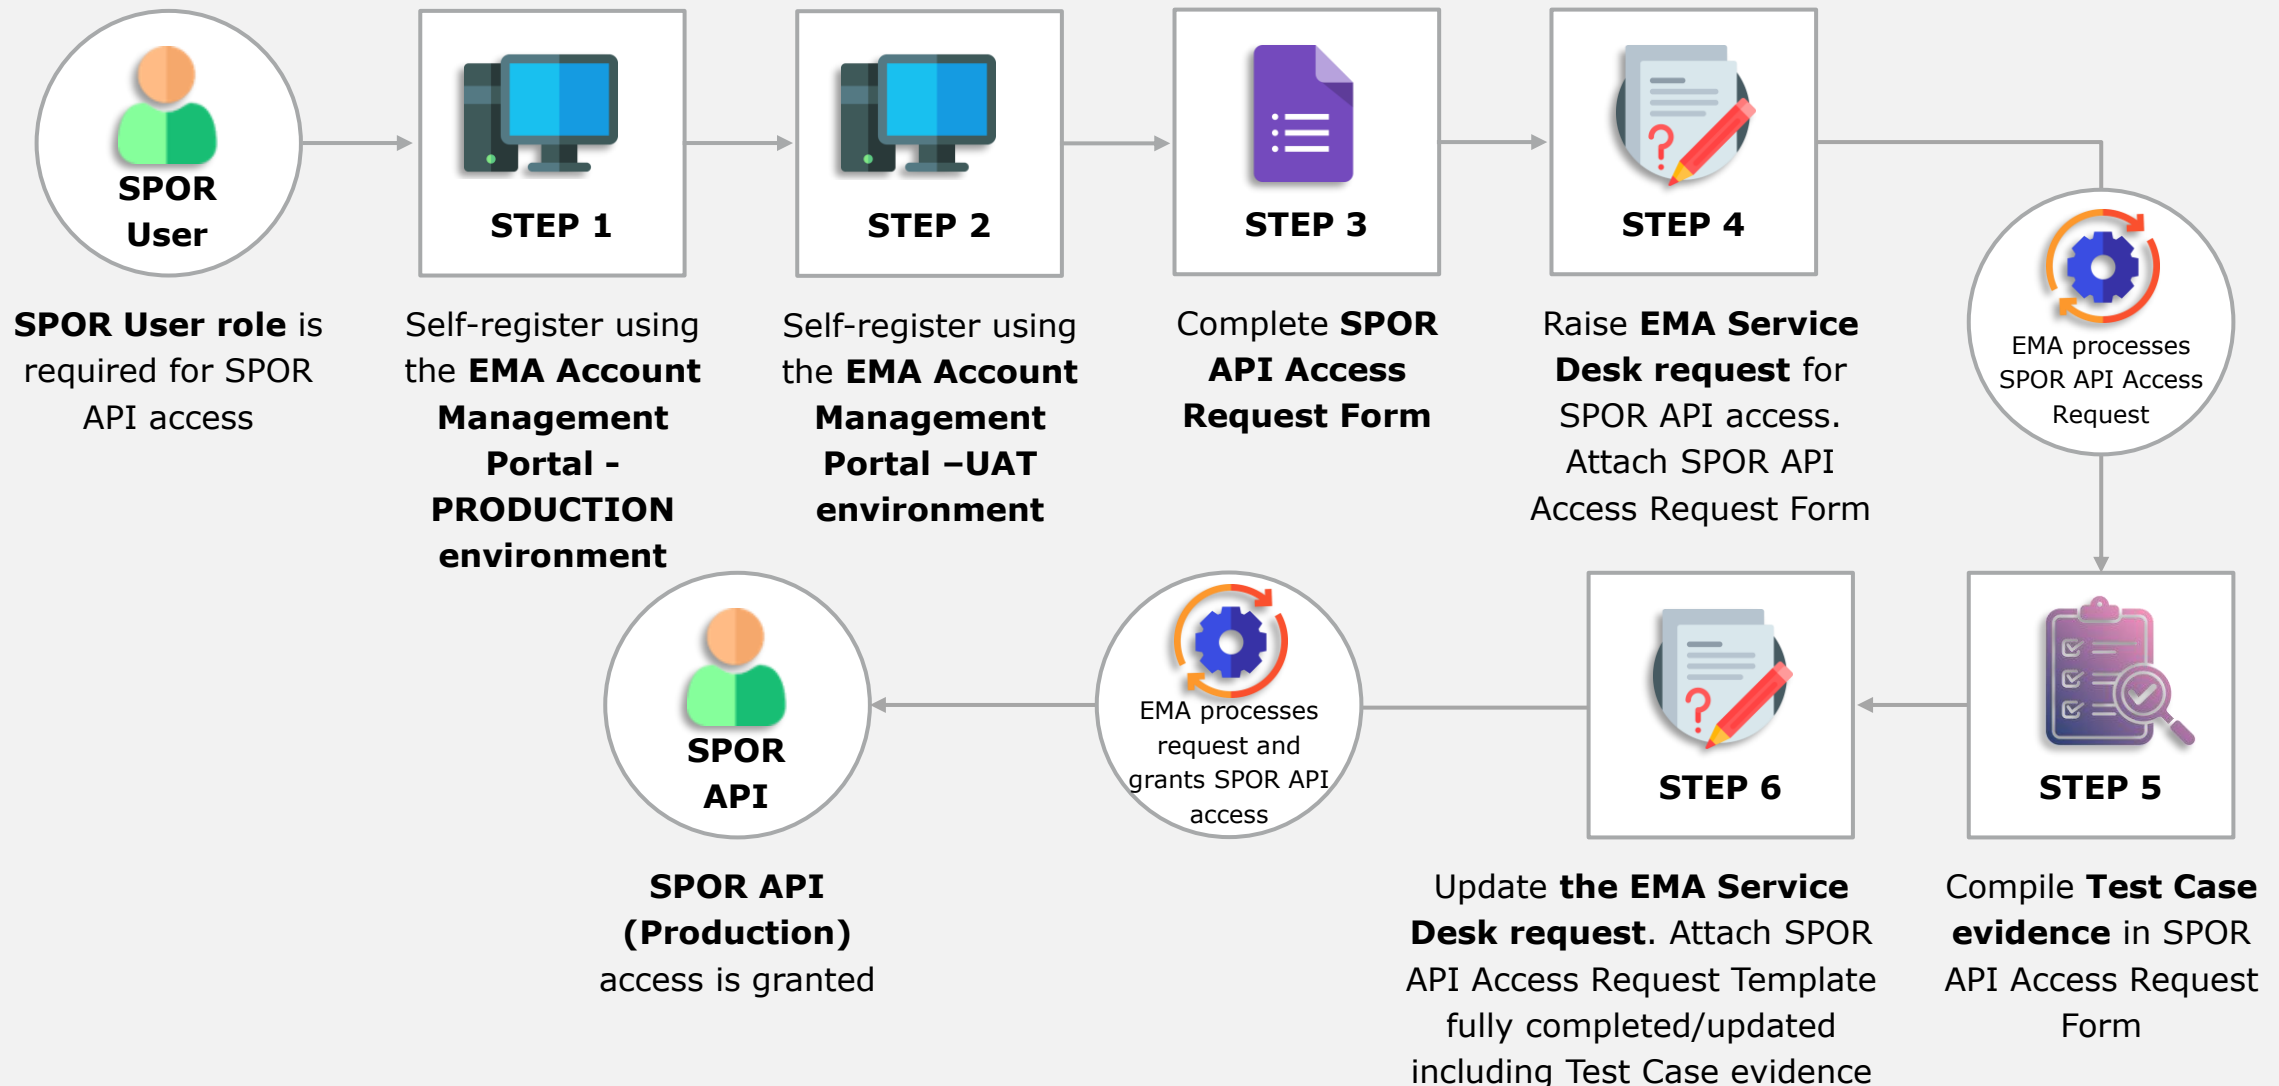 SPOR
User
SPOR User role is
required for SPOR
API access
STEP 1
Self-register using
the EMA Account
Management
Portal -
PRODUCTION
environment
STEP 2
Self-register using
the EMA Account
Management
Portal –UAT
environment
STEP 3
Complete SPOR
API Access
Request Form
STEP 4
Raise EMA Service
Desk request for
SPOR API access.
Attach SPOR API
Access Request Form
EMA processes
SPOR API Access
Request
STEP 5
Compile Test Case
evidence in SPOR
API Access Request
Form
STEP 6
Update the EMA Service
Desk request. Attach SPOR
API Access Request Template
fully completed/updated
including Test Case evidence
EMA processes
request and
grants SPOR API
access
SPOR
API
SPOR API
(Production)
access is granted